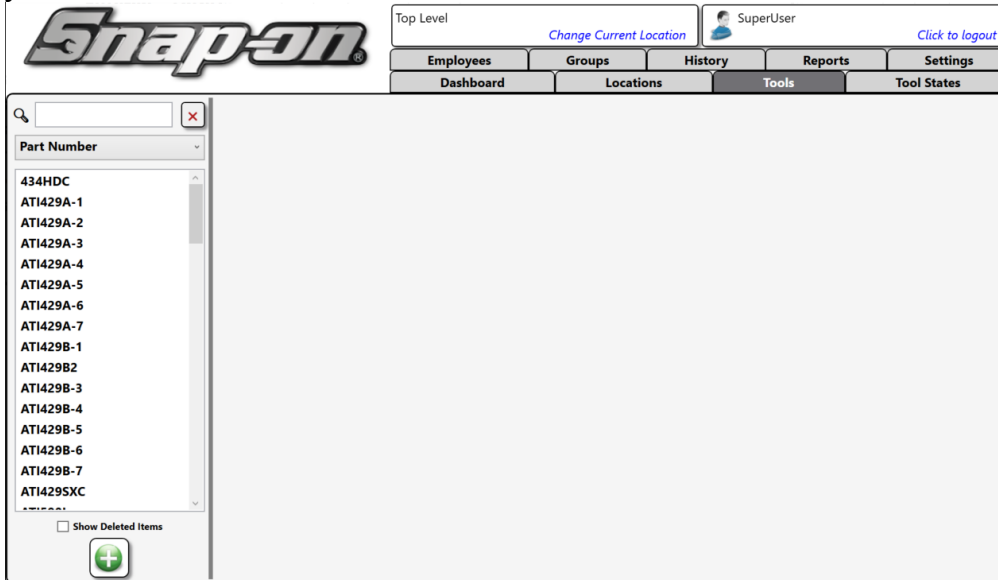 Snap-on®
Top Level
Change Current Location
SuperUser
Click to logout
Employees
Groups
History
Reports
Settings
Dashboard
Locations
Tools
Tool States
Part Number
434HDC
ATI429A-1
ATI429A-2
ATI429A-3
ATI429A-4
ATI429A-5
ATI429A-6
ATI429A-7
ATI429B-1
ATI429B2
ATI429B-3
ATI429B-4
ATI429B-5
ATI429B-6
ATI429B-7
ATI429SXC
Show Deleted Items